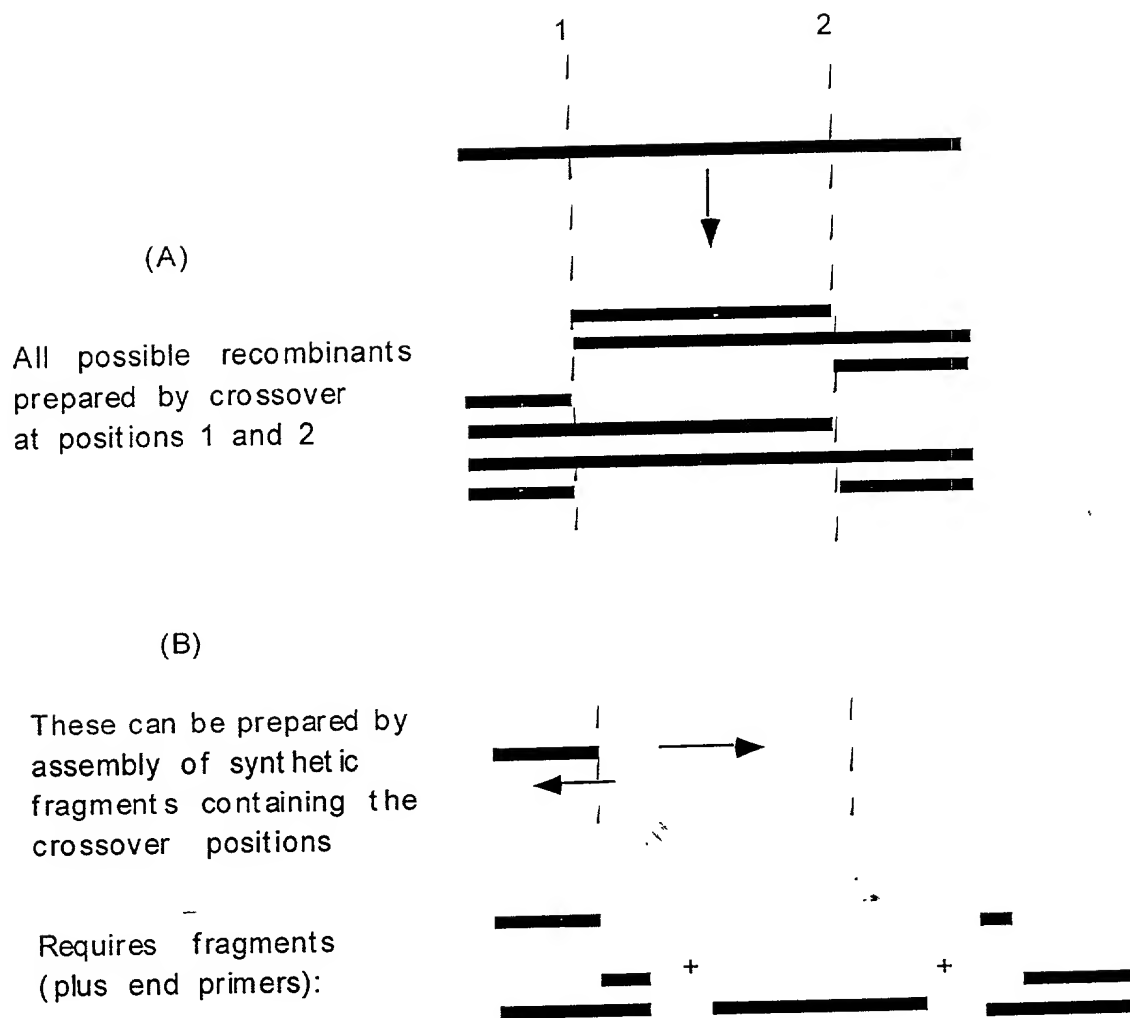 1
2
(A)
All possible recombinants
prepared by crossover
at positions 1 and 2
(B)
These can be prepared by
assembly of synthetic
fragments containing the
crossover positions
Requires fragments
(plus end primers):
+
+